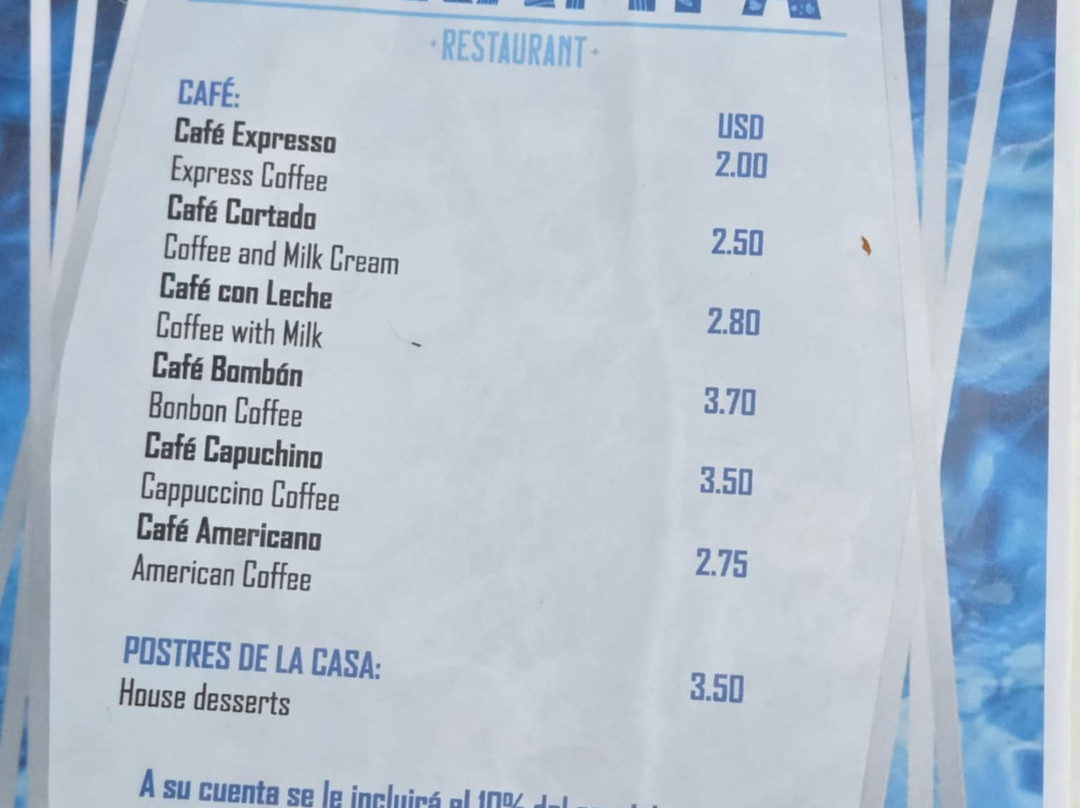 RESTAURANT
CAFÉ:
USD
Café Expresso
2.00
Express Coffee
Café Cortado
2.50
Coffee and Milk Cream
Café con Leche
2.80
Coffee with Milk
Café Bombón
3.70
Bonbon Coffee
Café Capuchino
3.50
Cappuccino Coffee
Café Americano
2.75
American Coffee
POSTRES DE LA CASA:
3.50
House desserts
A su cuenta se le incluirá el 10% del